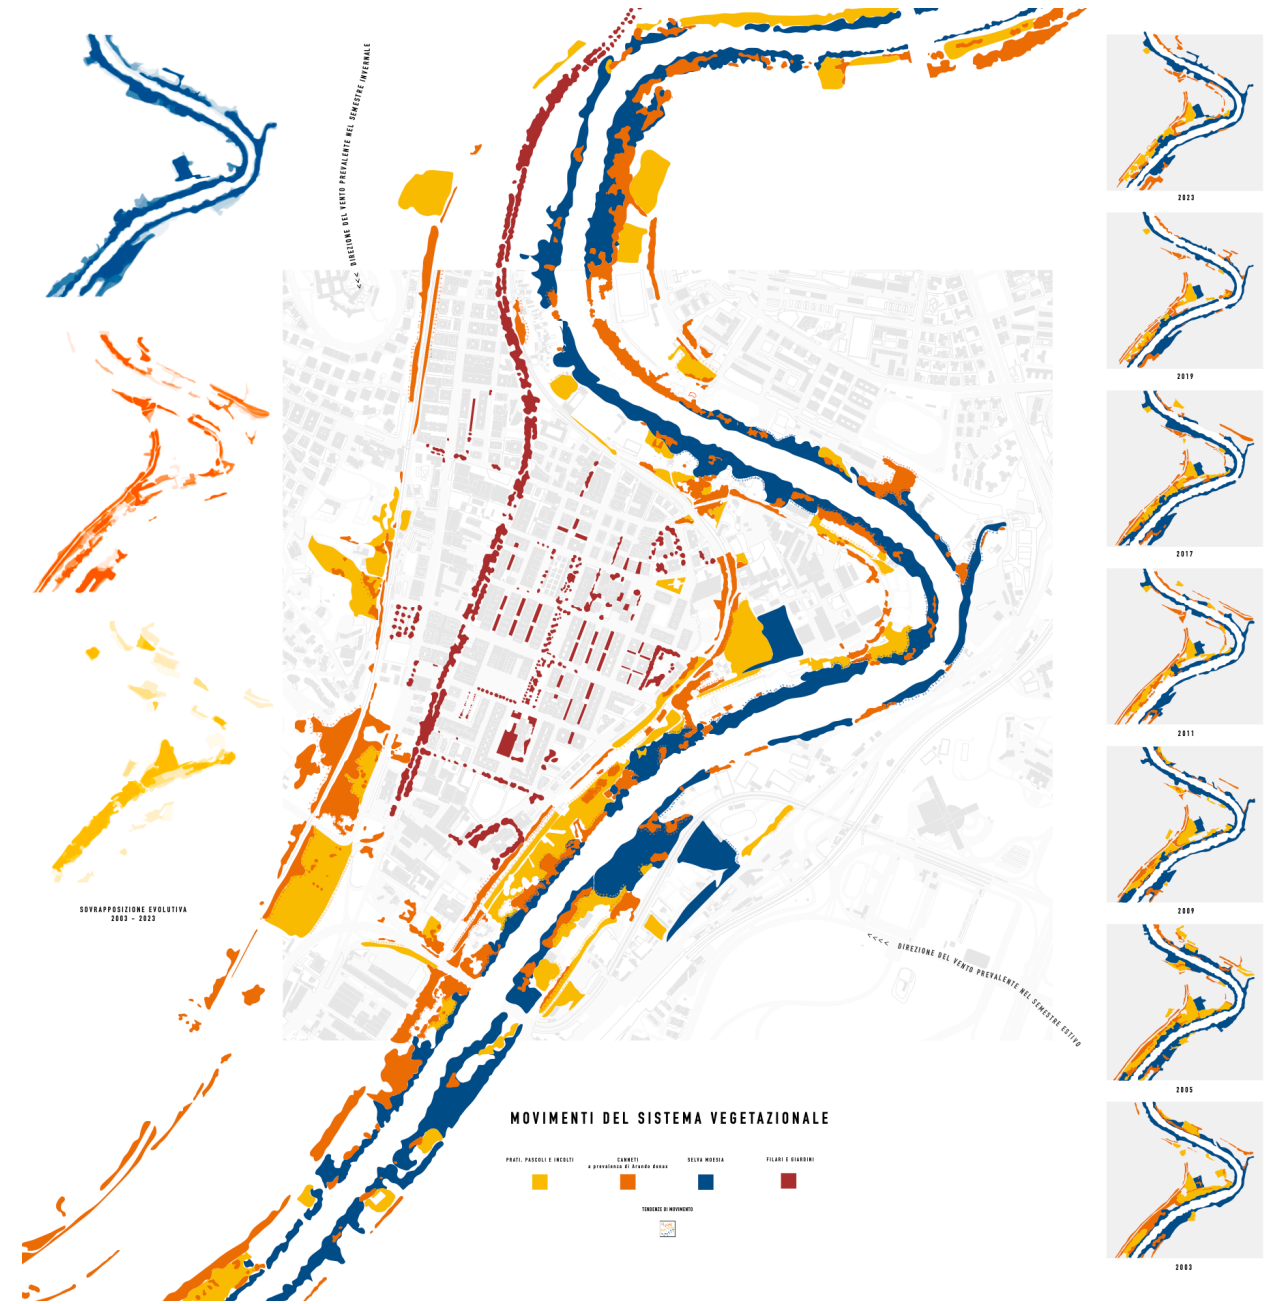 <<< DIREZIONE DEL VENTO PREVALENTE NEL SEMESTRE INVERNALE
2023
2019
2017
2011
2009
2005
2003
SOVRAPPOSIZIONE EVOLUTIVA
2003 - 2023
<<<< DIREZIONE DEL VENTO PREVALENTE NEL SEMESTRE ESTIVO
MOVIMENTI DEL SISTEMA VEGETAZIONALE
PRATI, PASCOLI E INCOLTI
CANNETI
a prevalenza di Arundo donax
SELVA MOESIA
FILARI E GIARDINI
TENDENZE DI MOVIMENTO